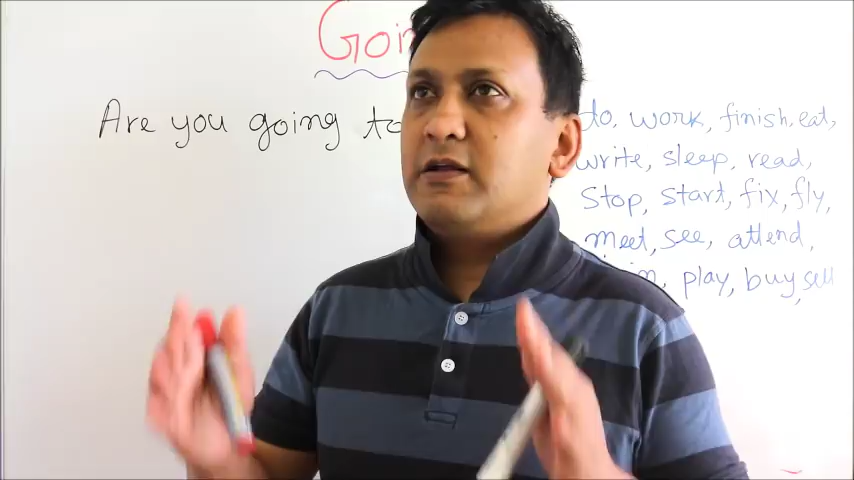 Going
Are you going to
do, work, finish, eat,
write, sleep, read,
stop, start, fix, fly,
meet, see, attend,
play, buy, sell